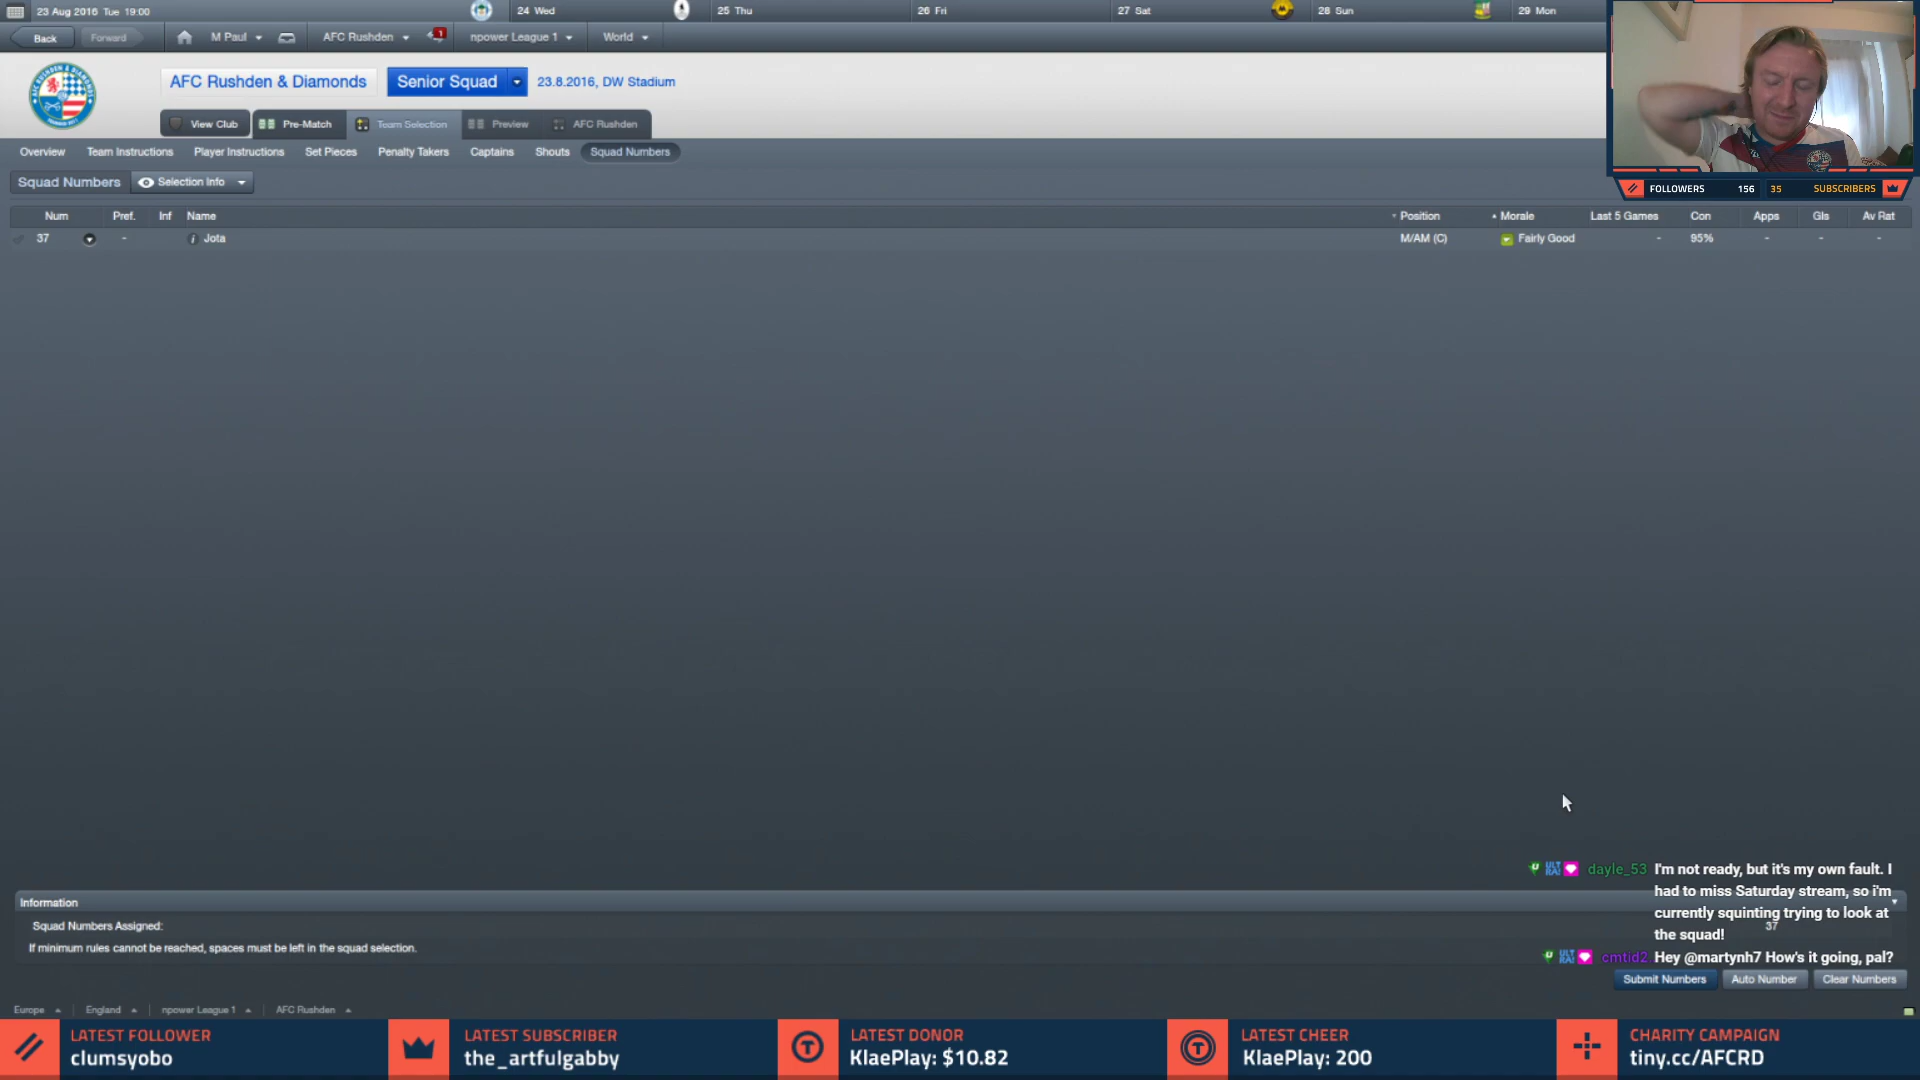 23 Aug 2016 Tue 19:00
24 Wed
25 Thu
26 Fri
27 Sat
28 Sun
29 Mon
Back
Forward
M Paul
AFC Rushden
1
npower League 1
World
AFC Rushden & Diamonds
Senior Squad
23.8.2016, DW Stadium
View Club
Pre-Match
Team Selection
Preview
AFC Rushden
Overview
Team Instructions
Player Instructions
Set Pieces
Penalty Takers
Captains
Shouts
Squad Numbers
Squad Numbers
Selection Info
FOLLOWERS 156
35 SUBSCRIBERS
Num Pref. Inf Name Position Morale Last 5 Games Con Apps Gls Av Rat
37 - i Jota M/AM (C) Fairly Good - 95% - - -
dayle_53 I'm not ready, but it's my own fault. I
had to miss Saturday stream, so i'm
currently squinting trying to look at
the squad!
cmtid2 Hey @martynh7 How's it going, pal?
Information
Squad Numbers Assigned: 37
If minimum rules cannot be reached, spaces must be left in the squad selection.
Submit Numbers
Auto Number
Clear Numbers
Europe
England
npower League 1
AFC Rushden
LATEST FOLLOWER
clumsyobo
LATEST SUBSCRIBER
the_artfulgabby
LATEST DONOR
KlaePlay: $10.82
LATEST CHEER
KlaePlay: 200
CHARITY CAMPAIGN
tiny.cc/AFCRD